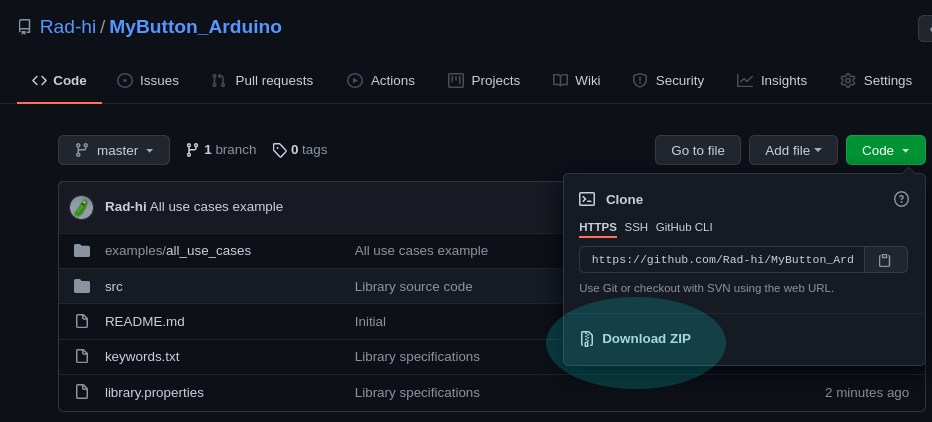 Rad-hi / MyButton_Arduino
Code Issues Pull requests Actions Projects Wiki Security Insights Settings
master 1 branch 0 tags Go to file Add file Code
Rad-hi All use cases example
Clone
HTTPS SSH GitHub CLI
examples/all_use_cases All use cases example
https://github.com/Rad-hi/MyButton_Ard
src Library source code
Use Git or checkout with SVN using the web URL.
README.md Initial
Download ZIP
keywords.txt Library specifications
library.properties Library specifications 2 minutes ago